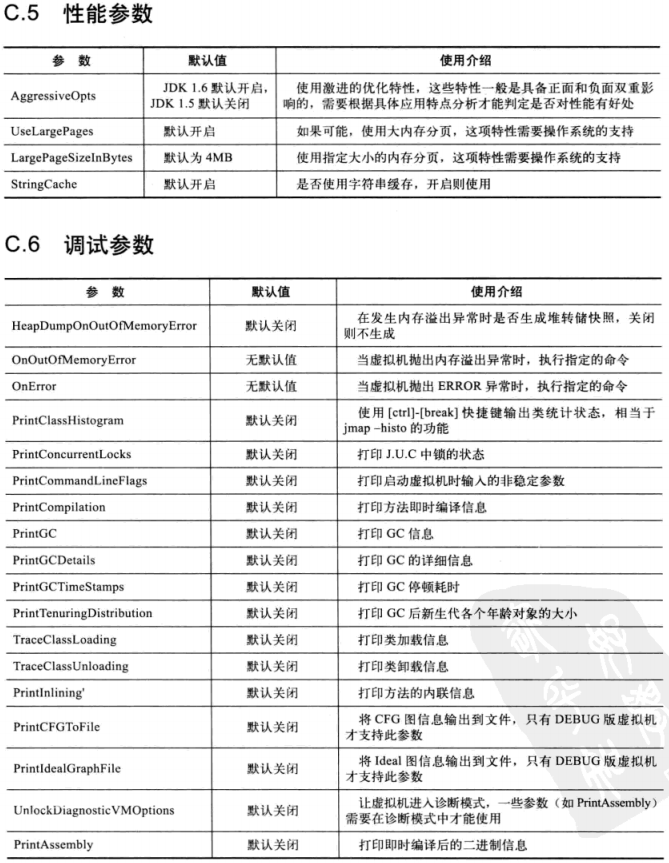 C.5 性能参数
参 数 默认值 使用介绍
AggressiveOpts JDK 1.6 默认开启, JDK 1.5 默认关闭 使用激进的优化特性，这些特性一般是具备正面和负面双重影
响的，需要根据具体应用特点分析才能判定是否对性能有好处
UseLargePages 默认开启 如果可能，使用大内存分页，这项特性需要操作系统的支持
LargePageSizeInBytes 默认为 4MB 使用指定大小的内存分页，这项特性需要操作系统的支持
StringCache 默认开启 是否使用字符串缓存，开启则使用
C.6 调试参数
参 数 默认值 使用介绍
HeapDumpOnOutOfMemoryError 默认关闭 在发生内存溢出异常时是否生成堆转储快照，关闭
则不生成
OnOutOfMemoryError 无默认值 当虚拟机抛出内存溢出异常时，执行指定的命令
OnError 无默认值 当虚拟机抛出 ERROR 异常时，执行指定的命令
PrintClassHistogram 默认关闭 使用 [ctrl]-[break] 快捷键输出类统计状态，相当于
jmap –histo 的功能
PrintConcurrentLocks 默认关闭 打印 J.U.C 中锁的状态
PrintCommandLineFlags 默认关闭 打印启动虚拟机时输入的非稳定参数
PrintCompilation 默认关闭 打印方法即时编译信息
PrintGC 默认关闭 打印 GC 信息
PrintGCDetails 默认关闭 打印 GC 的详细信息
PrintGCTimeStamps 默认关闭 打印 GC 停顿耗时
PrintTenuringDistribution 默认关闭 打印 GC 后新生代各个年龄对象的大小
TraceClassLoading 默认关闭 打印类加载信息
TraceClassUnloading 默认关闭 打印类卸载信息
PrintInlining' 默认关闭 打印方法的内联信息
PrintCFGToFile 默认关闭 将 CFG 图信息输出到文件，只有 DEBUG 版虚拟机
才支持此参数
PrintIdealGraphFile 默认关闭 将 Ideal 图信息输出到文件，只有 DEBUG 版虚拟机
才支持此参数
UnlockDiagnosticVMOptions 默认关闭 让虚拟机进入诊断模式，一些参数（如 PrintAssembly）
需要在诊断模式中才能使用
PrintAssembly 默认关闭 打印即时编译后的二进制信息